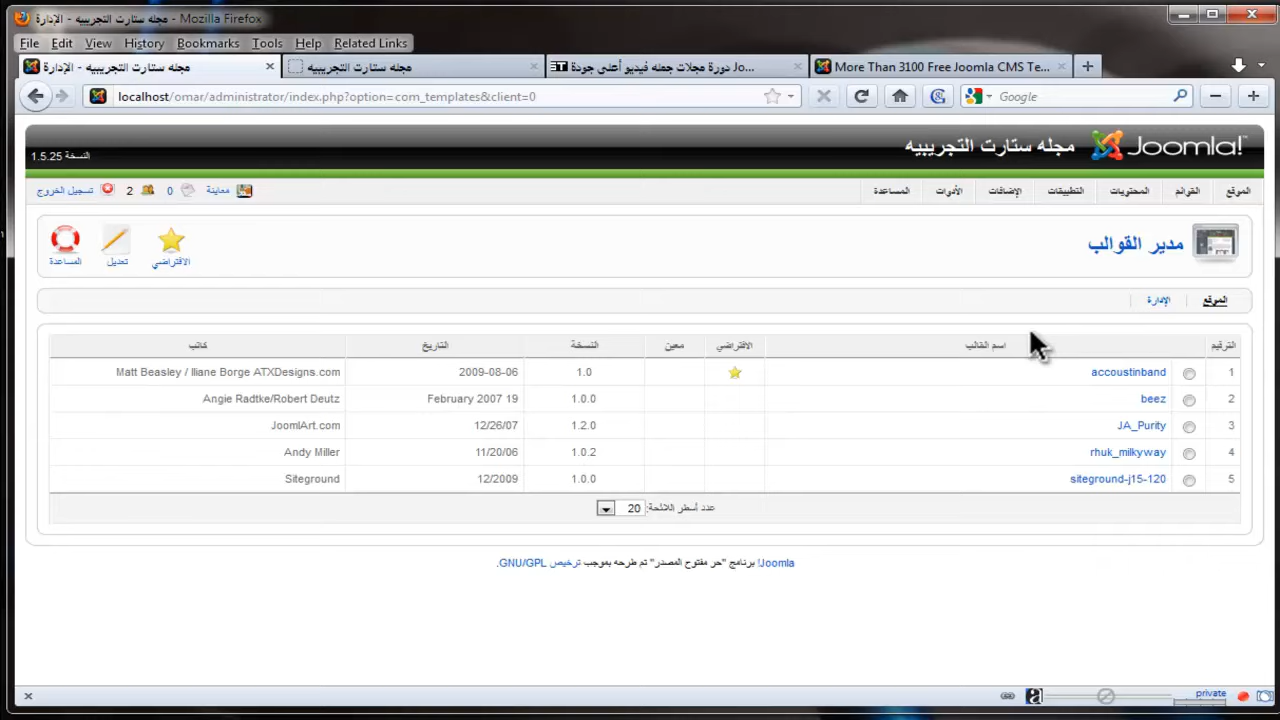 مجله ستارت التجريبيه - الإدارة - Mozilla Firefox
File Edit View History Bookmarks Tools Help Related Links
مجله ستارت التجريبيه - الإدارة
مجله ستارت التجريبيه
دورة مجلات جمله فيديو أعلى جودة Jo...
More Than 3100 Free Joomla CMS Te...
localhost/omar/administrator/index.php?option=com_templates&client=0
Google
Joomla!™ مجله ستارت التجريبيه
النسخة 1.5.25
الموقع القوائم المحتويات التطبيقات الإضافات الأدوات المساعدة
معاينة 0 2 تسجيل الخروج
مدير القوالب
الافتراضي تعديل المساعدة
الموقع الإدارة
الترقيم اسم القالب الافتراضي معين النسخة التاريخ كاتب
1 accoustinband 1.0 2009-08-06 Matt Beasley / Iliane Borge ATXDesigns.com
2 beez 1.0.0 February 2007 19 Angie Radtke/Robert Deutz
3 JA_Purity 1.2.0 12/26/07 JoomlArt.com
4 rhuk_milkyway 1.0.2 11/20/06 Andy Miller
5 siteground-j15-120 1.0.0 12/2009 Siteground
عدد أسطر اللائحة: 20
Joomla! برنامج "حر مفتوح المصدر" تم طرحه بموجب ترخيص GNU/GPL.
private